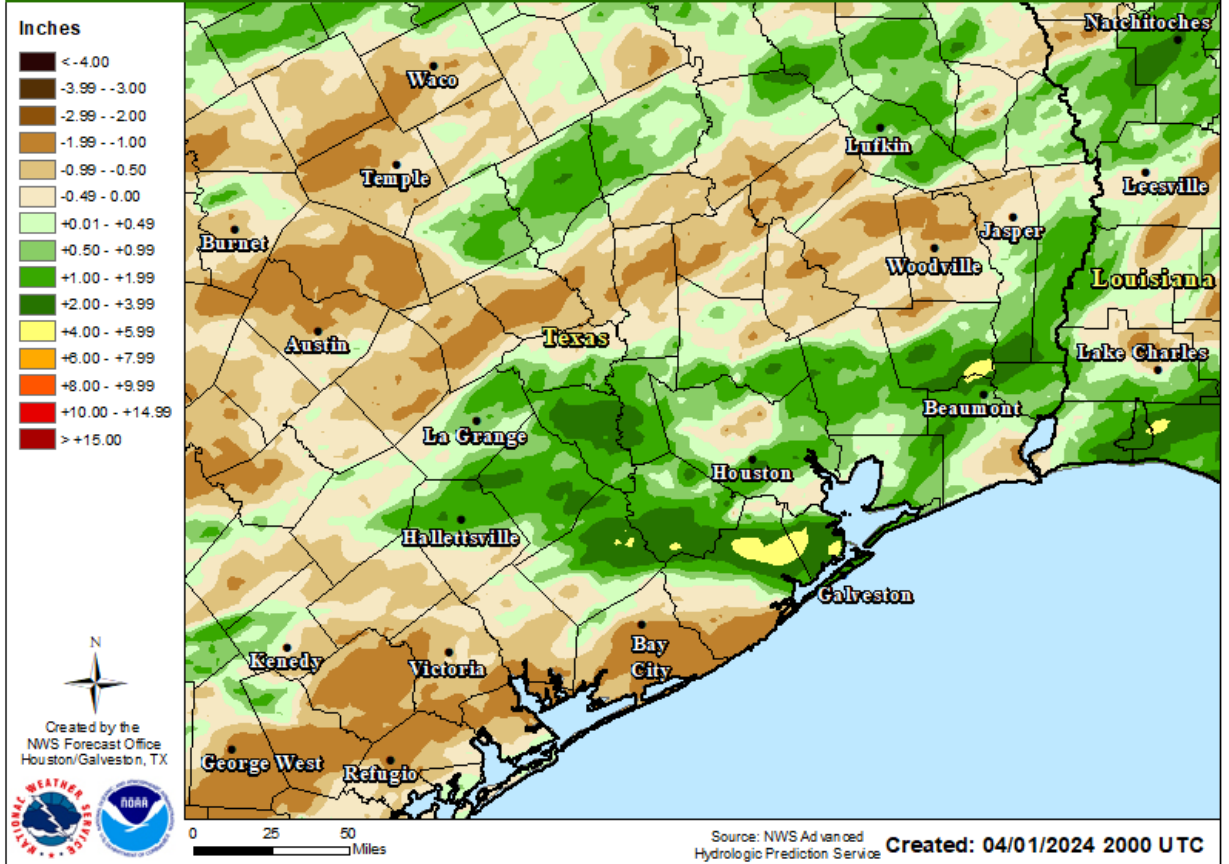 Inches
< -4.00
-3.99 - -3.00
-2.99 - -2.00
-1.99 - -1.00
-0.99 - -0.50
-0.49 - 0.00
+0.01 - +0.49
+0.50 - +0.99
+1.00 - +1.99
+2.00 - +3.99
+4.00 - +5.99
+6.00 - +7.99
+8.00 - +9.99
+10.00 - +14.99
> +15.00
N
Created by the
NWS Forecast Office
Houston/Galveston, TX
NATIONAL WEATHER SERVICE
NOAA
Natchitoches
Waco
Lufkin
Temple
Leesville
Burnet
Jasper
Woodville
Louisiana
Austin
Texas
Lake Charles
Beaumont
La Grange
Houston
Hallettsville
Galveston
Kenedy
Victoria
Bay
City
George West
Refugio
0 25 50
Miles
Source: NWS Advanced
Hydrologic Prediction Service
Created: 04/01/2024 2000 UTC